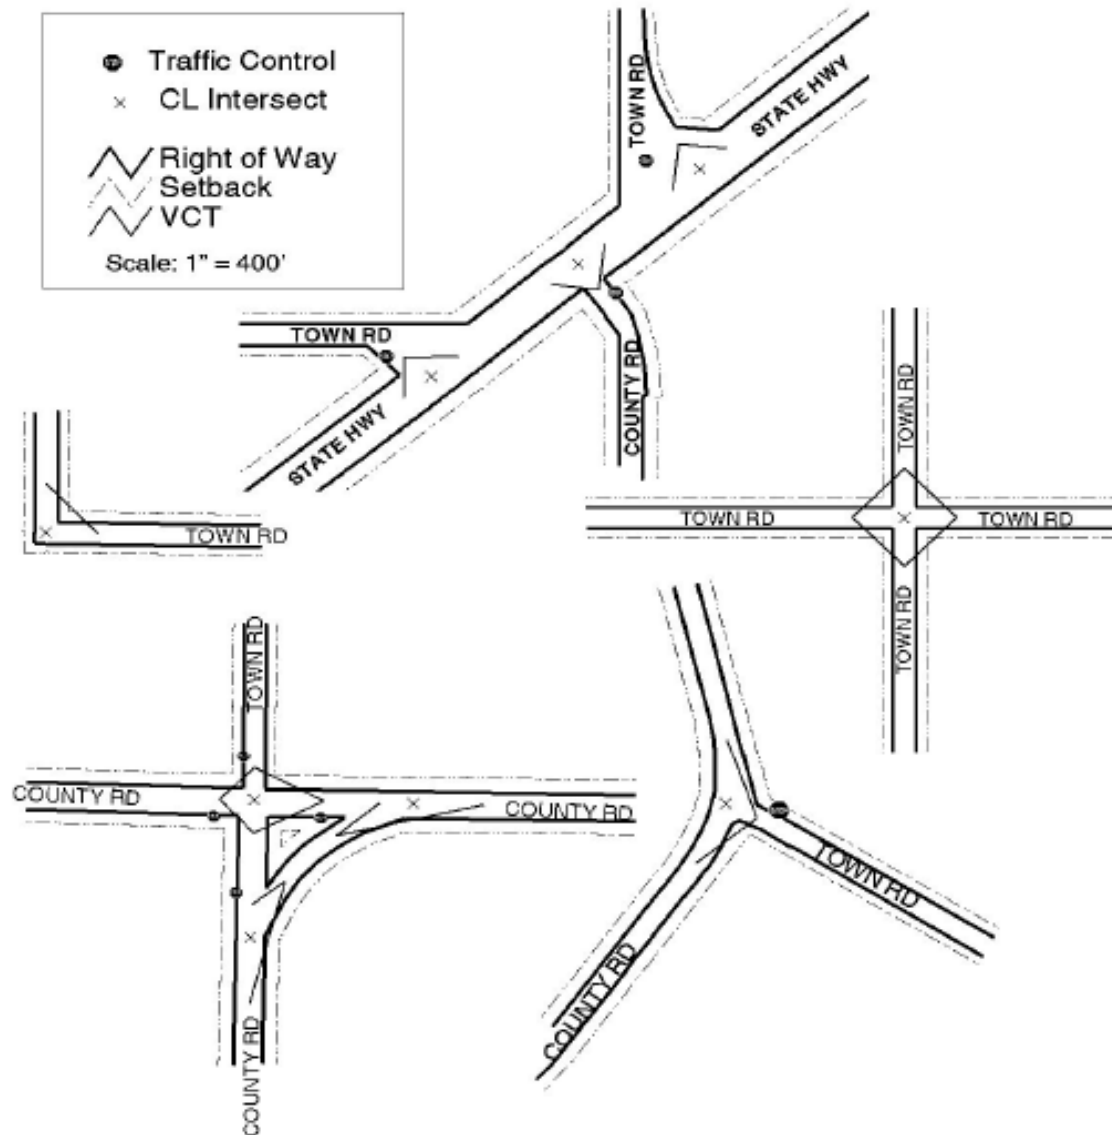 Traffic Control
CL Intersect
Right of Way
Setback
VCT
Scale: 1" = 400'
TOWN RD
STATE HWY
TOWN RD
STATE HWY
COUNTY RD
TOWN RD
TOWN RD
TOWN RD
TOWN RD
TOWN RD
TOWN RD
COUNTY RD
COUNTY RD
COUNTY RD
TOWN RD
COUNTY RD